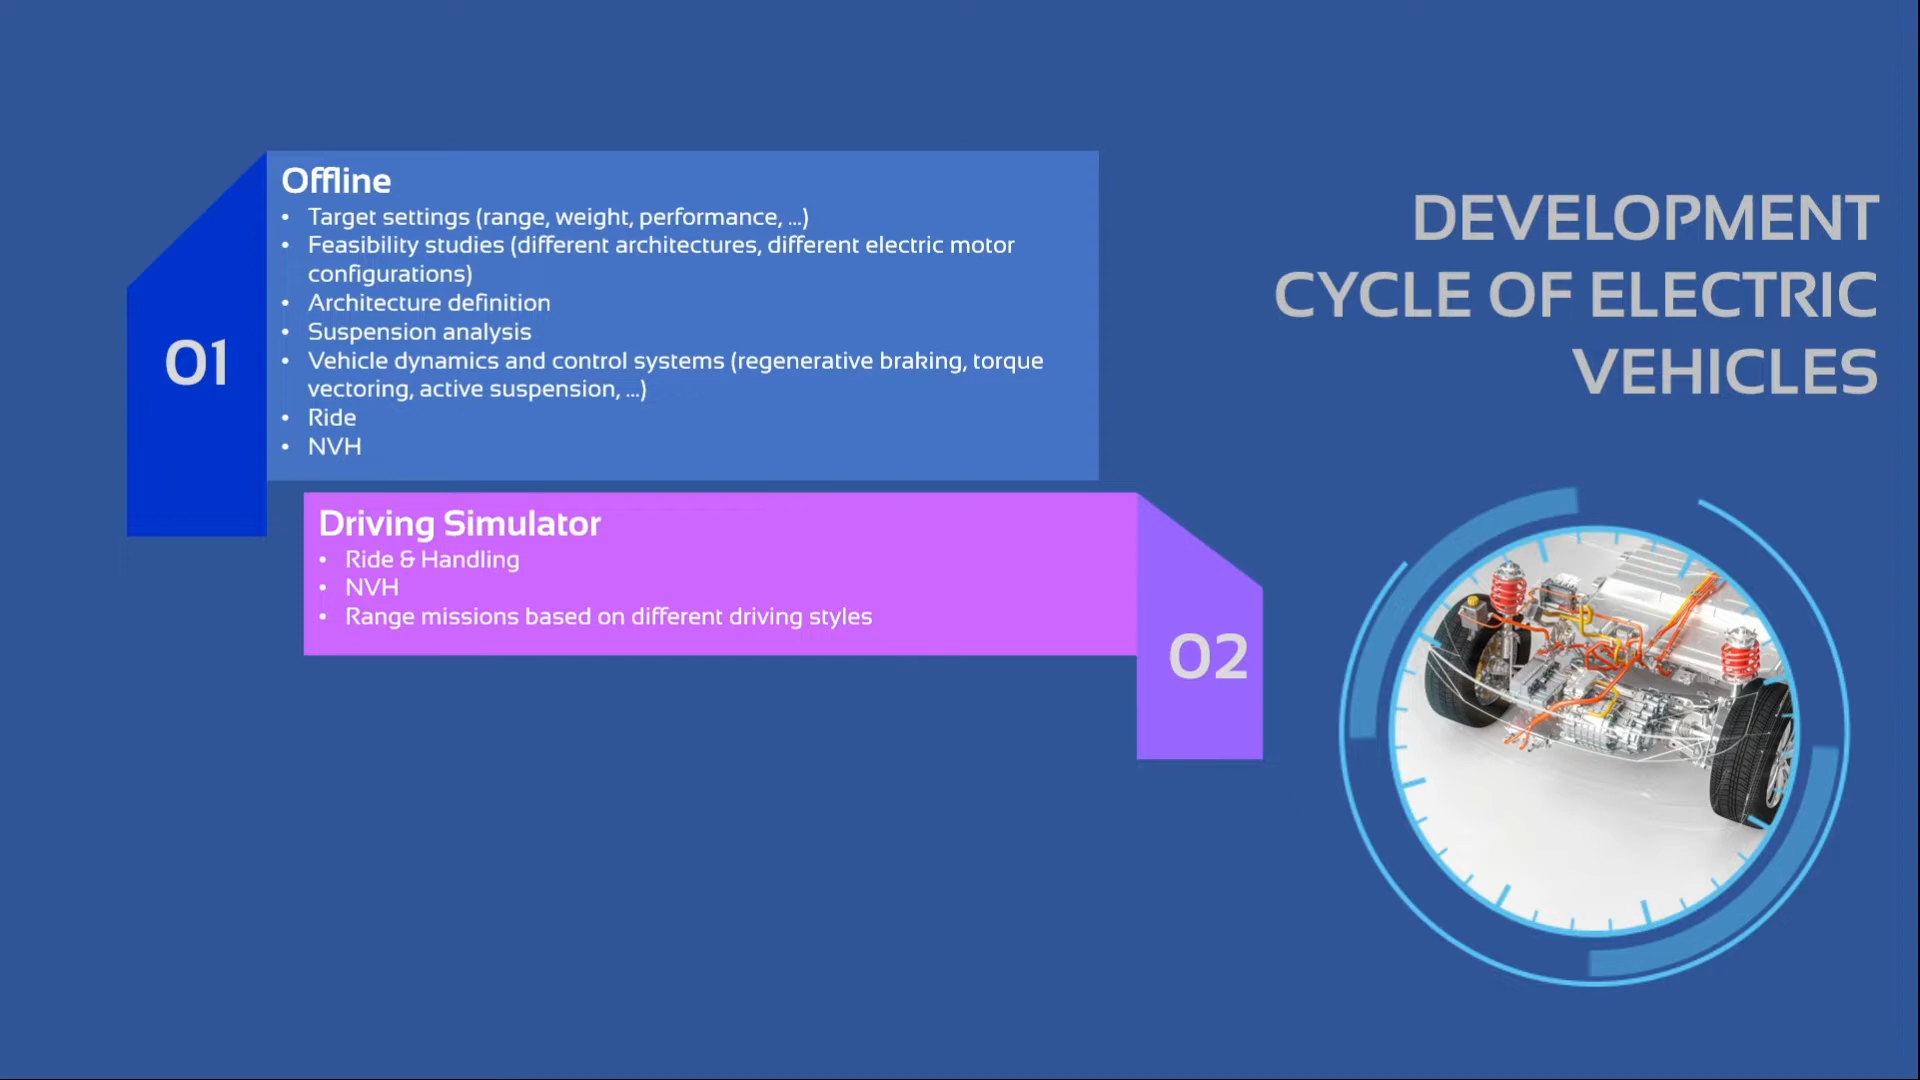 DEVELOPMENT
CYCLE OF ELECTRIC
VEHICLES
01
Offline
• Target settings (range, weight, performance, ...)
• Feasibility studies (different architectures, different electric motor
configurations)
• Architecture definition
• Suspension analysis
• Vehicle dynamics and control systems (regenerative braking, torque
vectoring, active suspension, ...)
• Ride
• NVH
Driving Simulator
• Ride & Handling
• NVH
• Range missions based on different driving styles
02